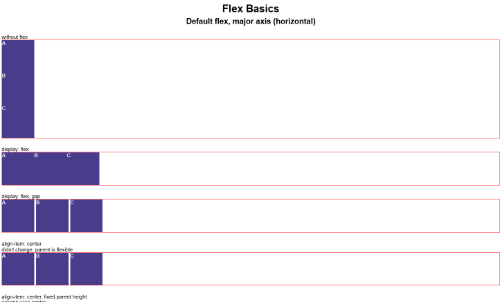 Flex Basics
Default flex, major axis (horizontal)
without flex
A
B
C
display: flex
A B C
display: flex, gap
A B C
align-item: center
didn't change, parent is flexible
A B C
align-item: center, fixed parent height